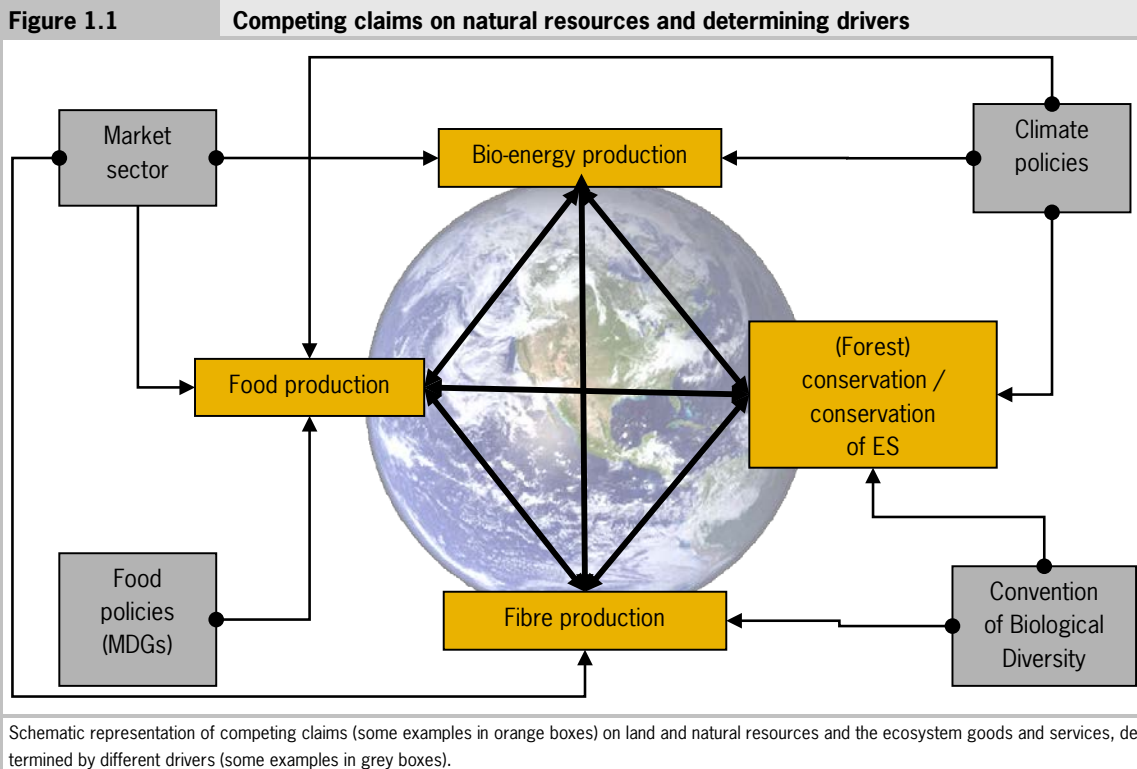 Figure 1.1 Competing claims on natural resources and determining drivers
Market
sector
Bio-energy production
Climate
policies
Food production
(Forest)
conservation /
conservation
of ES
Food
policies
(MDGs)
Fibre production
Convention
of Biological
Diversity
Schematic representation of competing claims (some examples in orange boxes) on land and natural resources and the ecosystem goods and services, de
termined by different drivers (some examples in grey boxes).